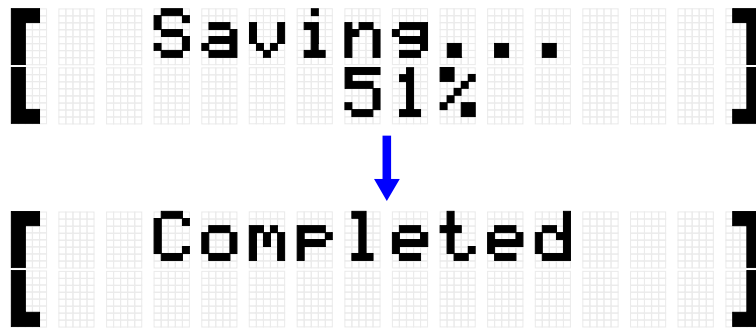 [ Saving... ]
[ 51% ]
[ Completed ]
[ ]